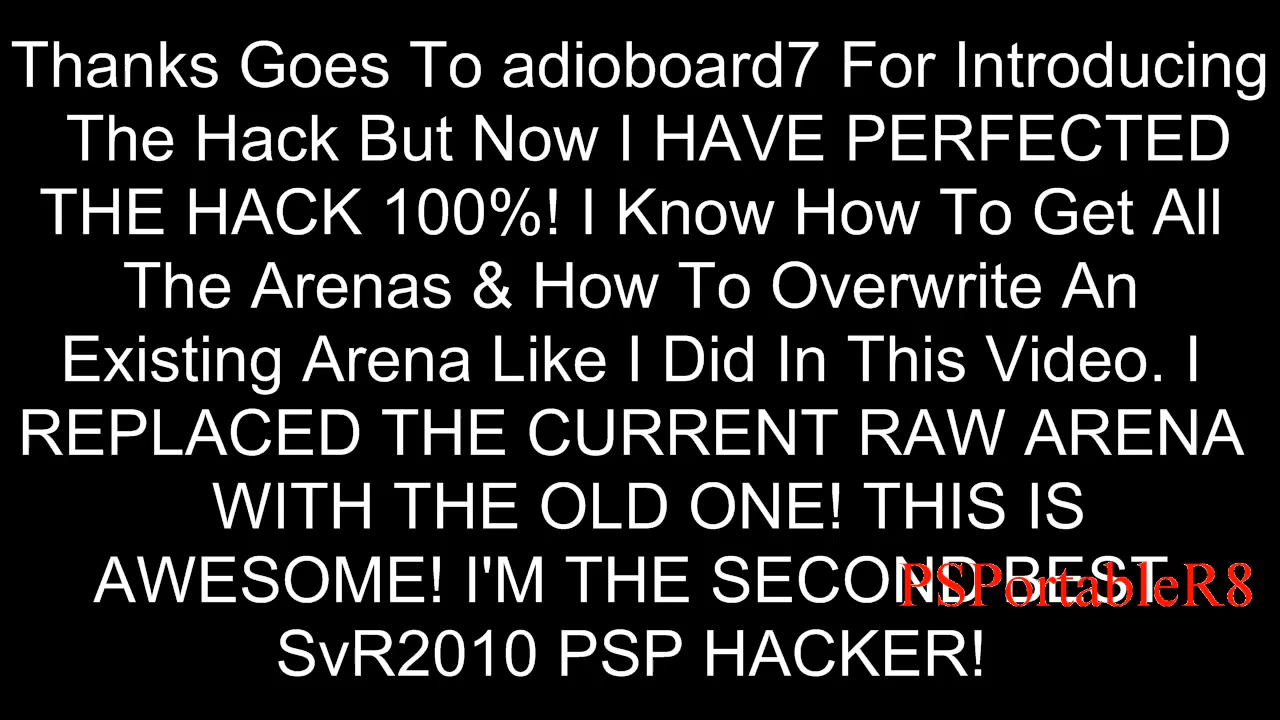 Thanks Goes To adioboard7 For Introducing
The Hack But Now I HAVE PERFECTED
THE HACK 100%! I Know How To Get All
The Arenas & How To Overwrite An
Existing Arena Like I Did In This Video. I
REPLACED THE CURRENT RAW ARENA
WITH THE OLD ONE! THIS IS
AWESOME! I'M THE SECOND BEST
PSPortableR8
SvR2010 PSP HACKER!